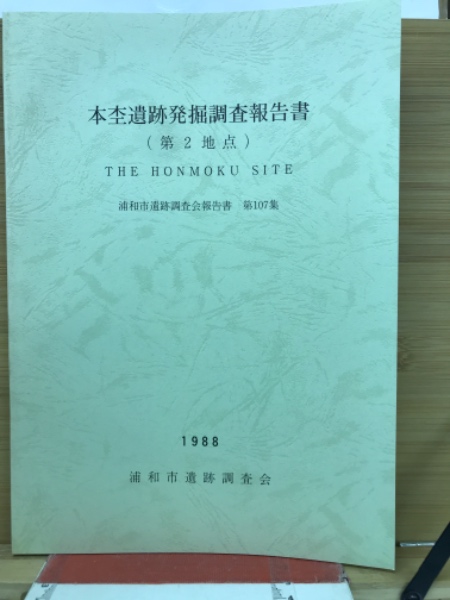 本杢遺跡発掘調査報告書
（第2地点）
THE HONMOKU SITE
浦和市遺跡調査会報告書　第107集
1988
浦和市遺跡調査会